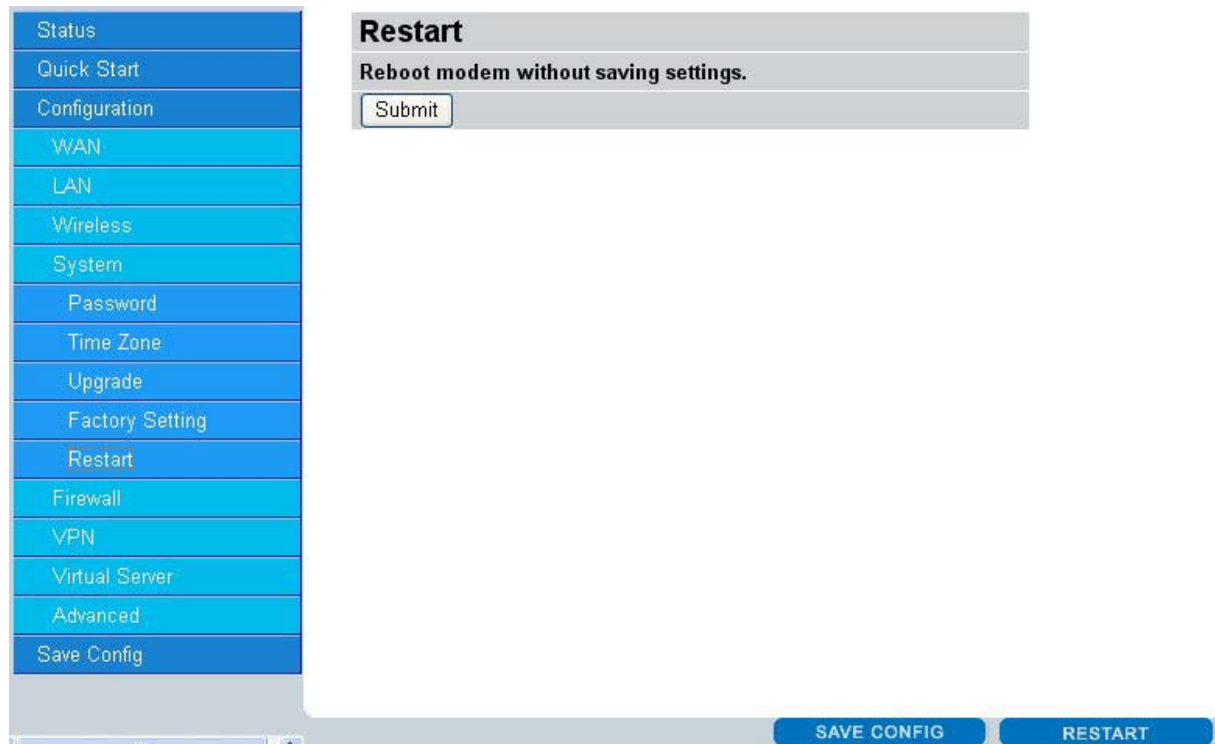 Status
Quick Start
Configuration
WAN
LAN
Wireless
System
Password
Time Zone
Upgrade
Factory Setting
Restart
Firewall
VPN
Virtual Server
Advanced
Save Config
Restart
Reboot modem without saving settings.
Submit
SAVE CONFIG
RESTART